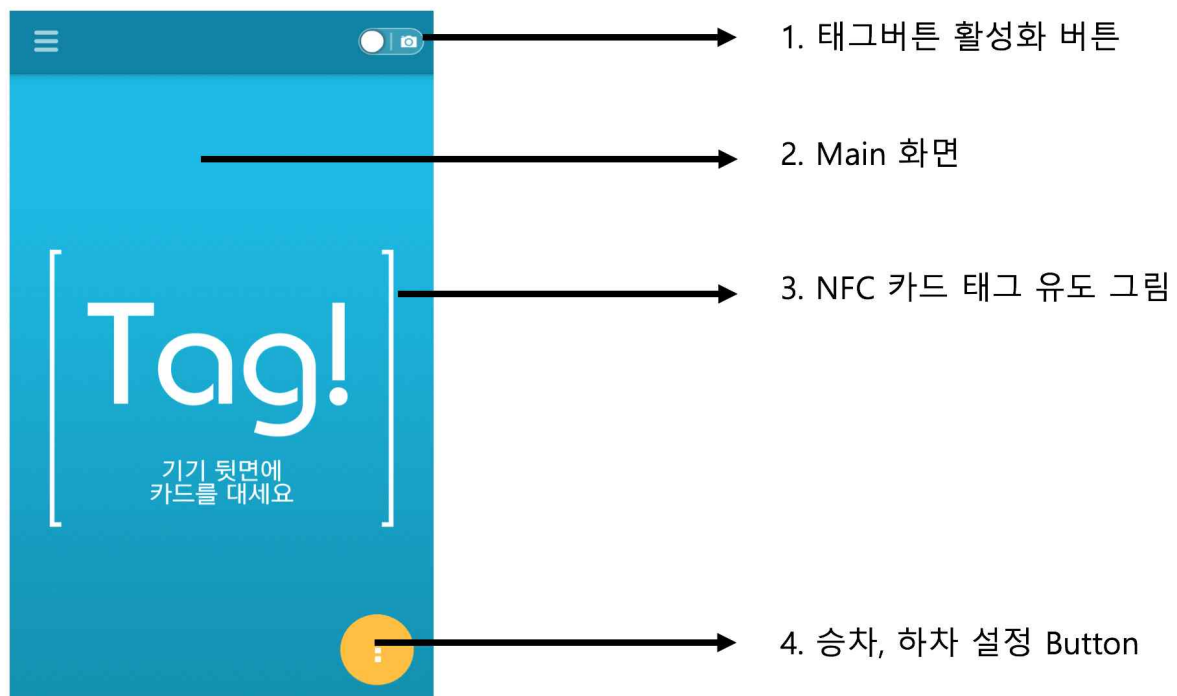 1. 태그버튼 활성화 버튼
2. Main 화면
3. NFC 카드 태그 유도 그림
Tag!
기기 뒷면에
카드를 대세요
4. 승차, 하차 설정 Button